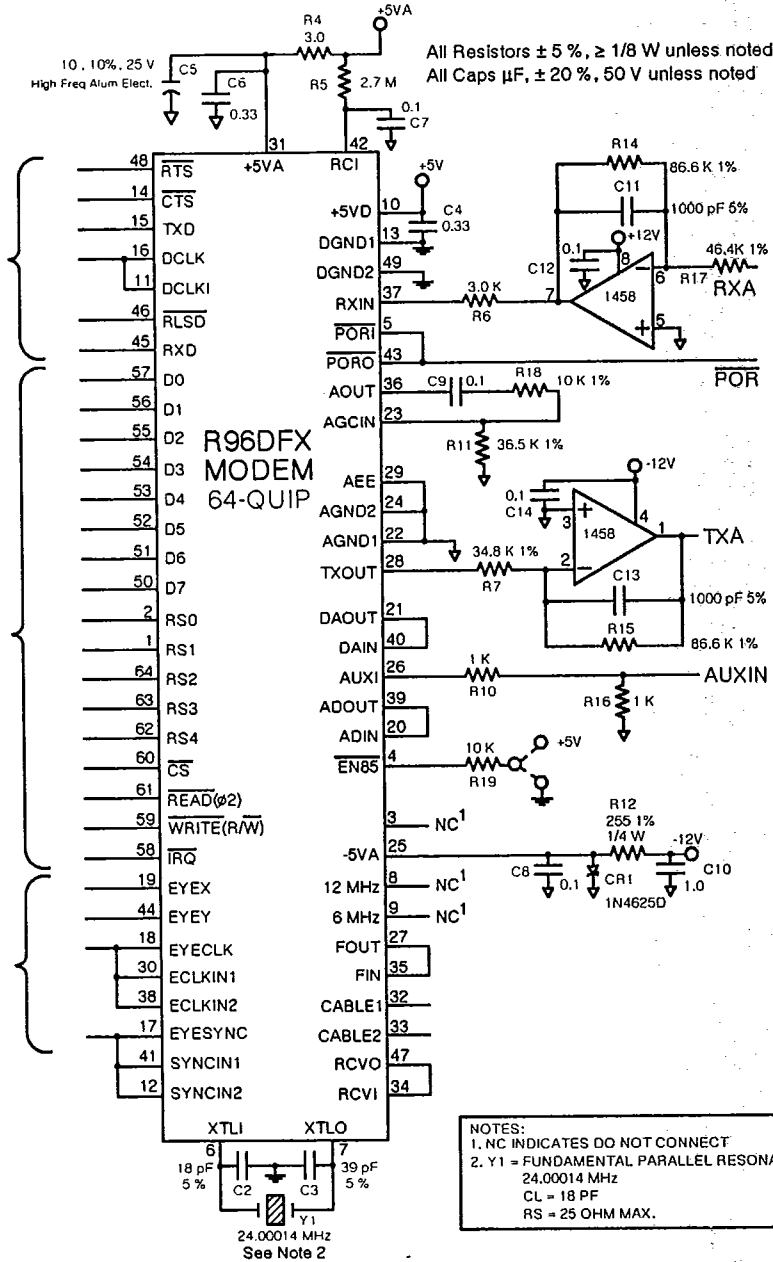 +5VA
R4
3.0
10 , 10%, 25 V
High Freq Alum Elect.
C5
C6
0.33
R5
2.7 M
0.1
C7
All Resistors ± 5 %, ≥ 1/8 W unless noted
All Caps µF, ± 20 % , 50 V unless noted
31
42
+5VA
RCI
R96DFX
MODEM
64-QUIP
48 RTS
14 CTS
15 TXD
16 DCLK
11 DCLKI
46 RLSD
45 RXD
57 D0
56 D1
55 D2
54 D3
53 D4
52 D5
51 D6
50 D7
2 RS0
1 RS1
64 RS2
63 RS3
62 RS4
60 CS
61 READ(ø2)
59 WRITE(R/W)
58 IRQ
19 EYEX
44 EYEY
18 EYECLK
30 ECLKIN1
38 ECLKIN2
17 EYESYNC
41 SYNCIN1
12 SYNCIN2
+5VD 10
DGND1 13
DGND2 49
RXIN 37
PORI 5
PORO 43
AOUT 36
AGCIN 23
AEE 29
AGND2 24
AGND1 22
TXOUT 28
DAOUT 21
DAIN 40
AUXI 26
ADOUT 39
ADIN 20
EN85 4
3 NC1
-5VA 25
12 MHz 8 NC1
6 MHz 9 NC1
FOUT 27
FIN 35
CABLE1 32
CABLE2 33
RCVO 47
RCVI 34
+5V
C4
0.33
R14
86.6 K 1%
C11
1000 pF 5%
+12V
0.1
C12
8
7
1458
6
5
46.4K 1%
R17
RXA
3.0 K
R6
POR
C9
0.1
R18
10 K 1%
R11
36.5 K 1%
-12V
0.1
C14
3
1458
4
1
TXA
2
34.8 K 1%
R7
C13
1000 pF 5%
R15
86.6 K 1%
1 K
R10
AUXIN
R16
1 K
10 K
R19
+5V
R12
255 1%
1/4 W
-12V
C8
0.1
CR1
1N4625D
C10
1.0
XTLI
XTLO
6
7
18 pF
5 %
C2
C3
39 pF
5 %
Y1
24.00014 MHz
See Note 2
NOTES:
1. NC INDICATES DO NOT CONNECT
2. Y1 = FUNDAMENTAL PARALLEL RESONA
24.00014 MHz
CL = 18 PF
RS = 25 OHM MAX.